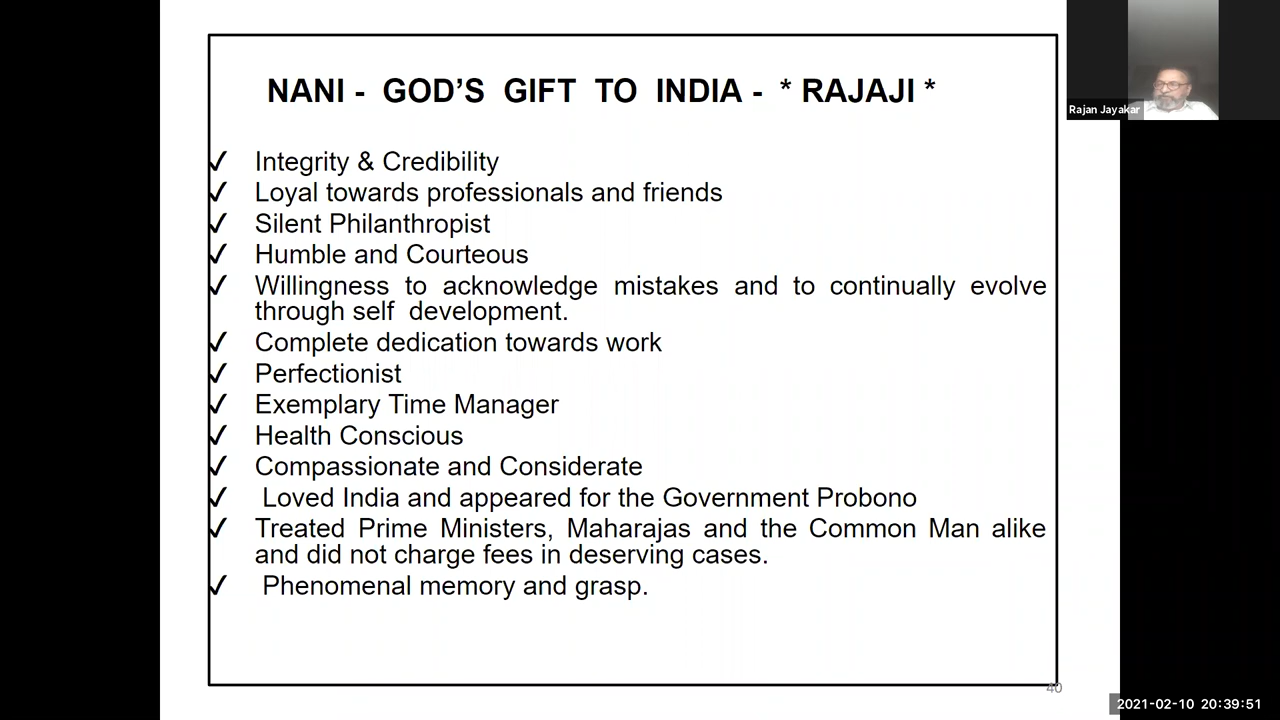 NANI - GOD’S GIFT TO INDIA - * RAJAJI *
Rajan Jayakar
✓ Integrity & Credibility
✓ Loyal towards professionals and friends
✓ Silent Philanthropist
✓ Humble and Courteous
✓ Willingness to acknowledge mistakes and to continually evolve
through self development.
✓ Complete dedication towards work
✓ Perfectionist
✓ Exemplary Time Manager
✓ Health Conscious
✓ Compassionate and Considerate
✓ Loved India and appeared for the Government Probono
✓ Treated Prime Ministers, Maharajas and the Common Man alike
and did not charge fees in deserving cases.
✓ Phenomenal memory and grasp.
40
2021-02-10 20:39:51